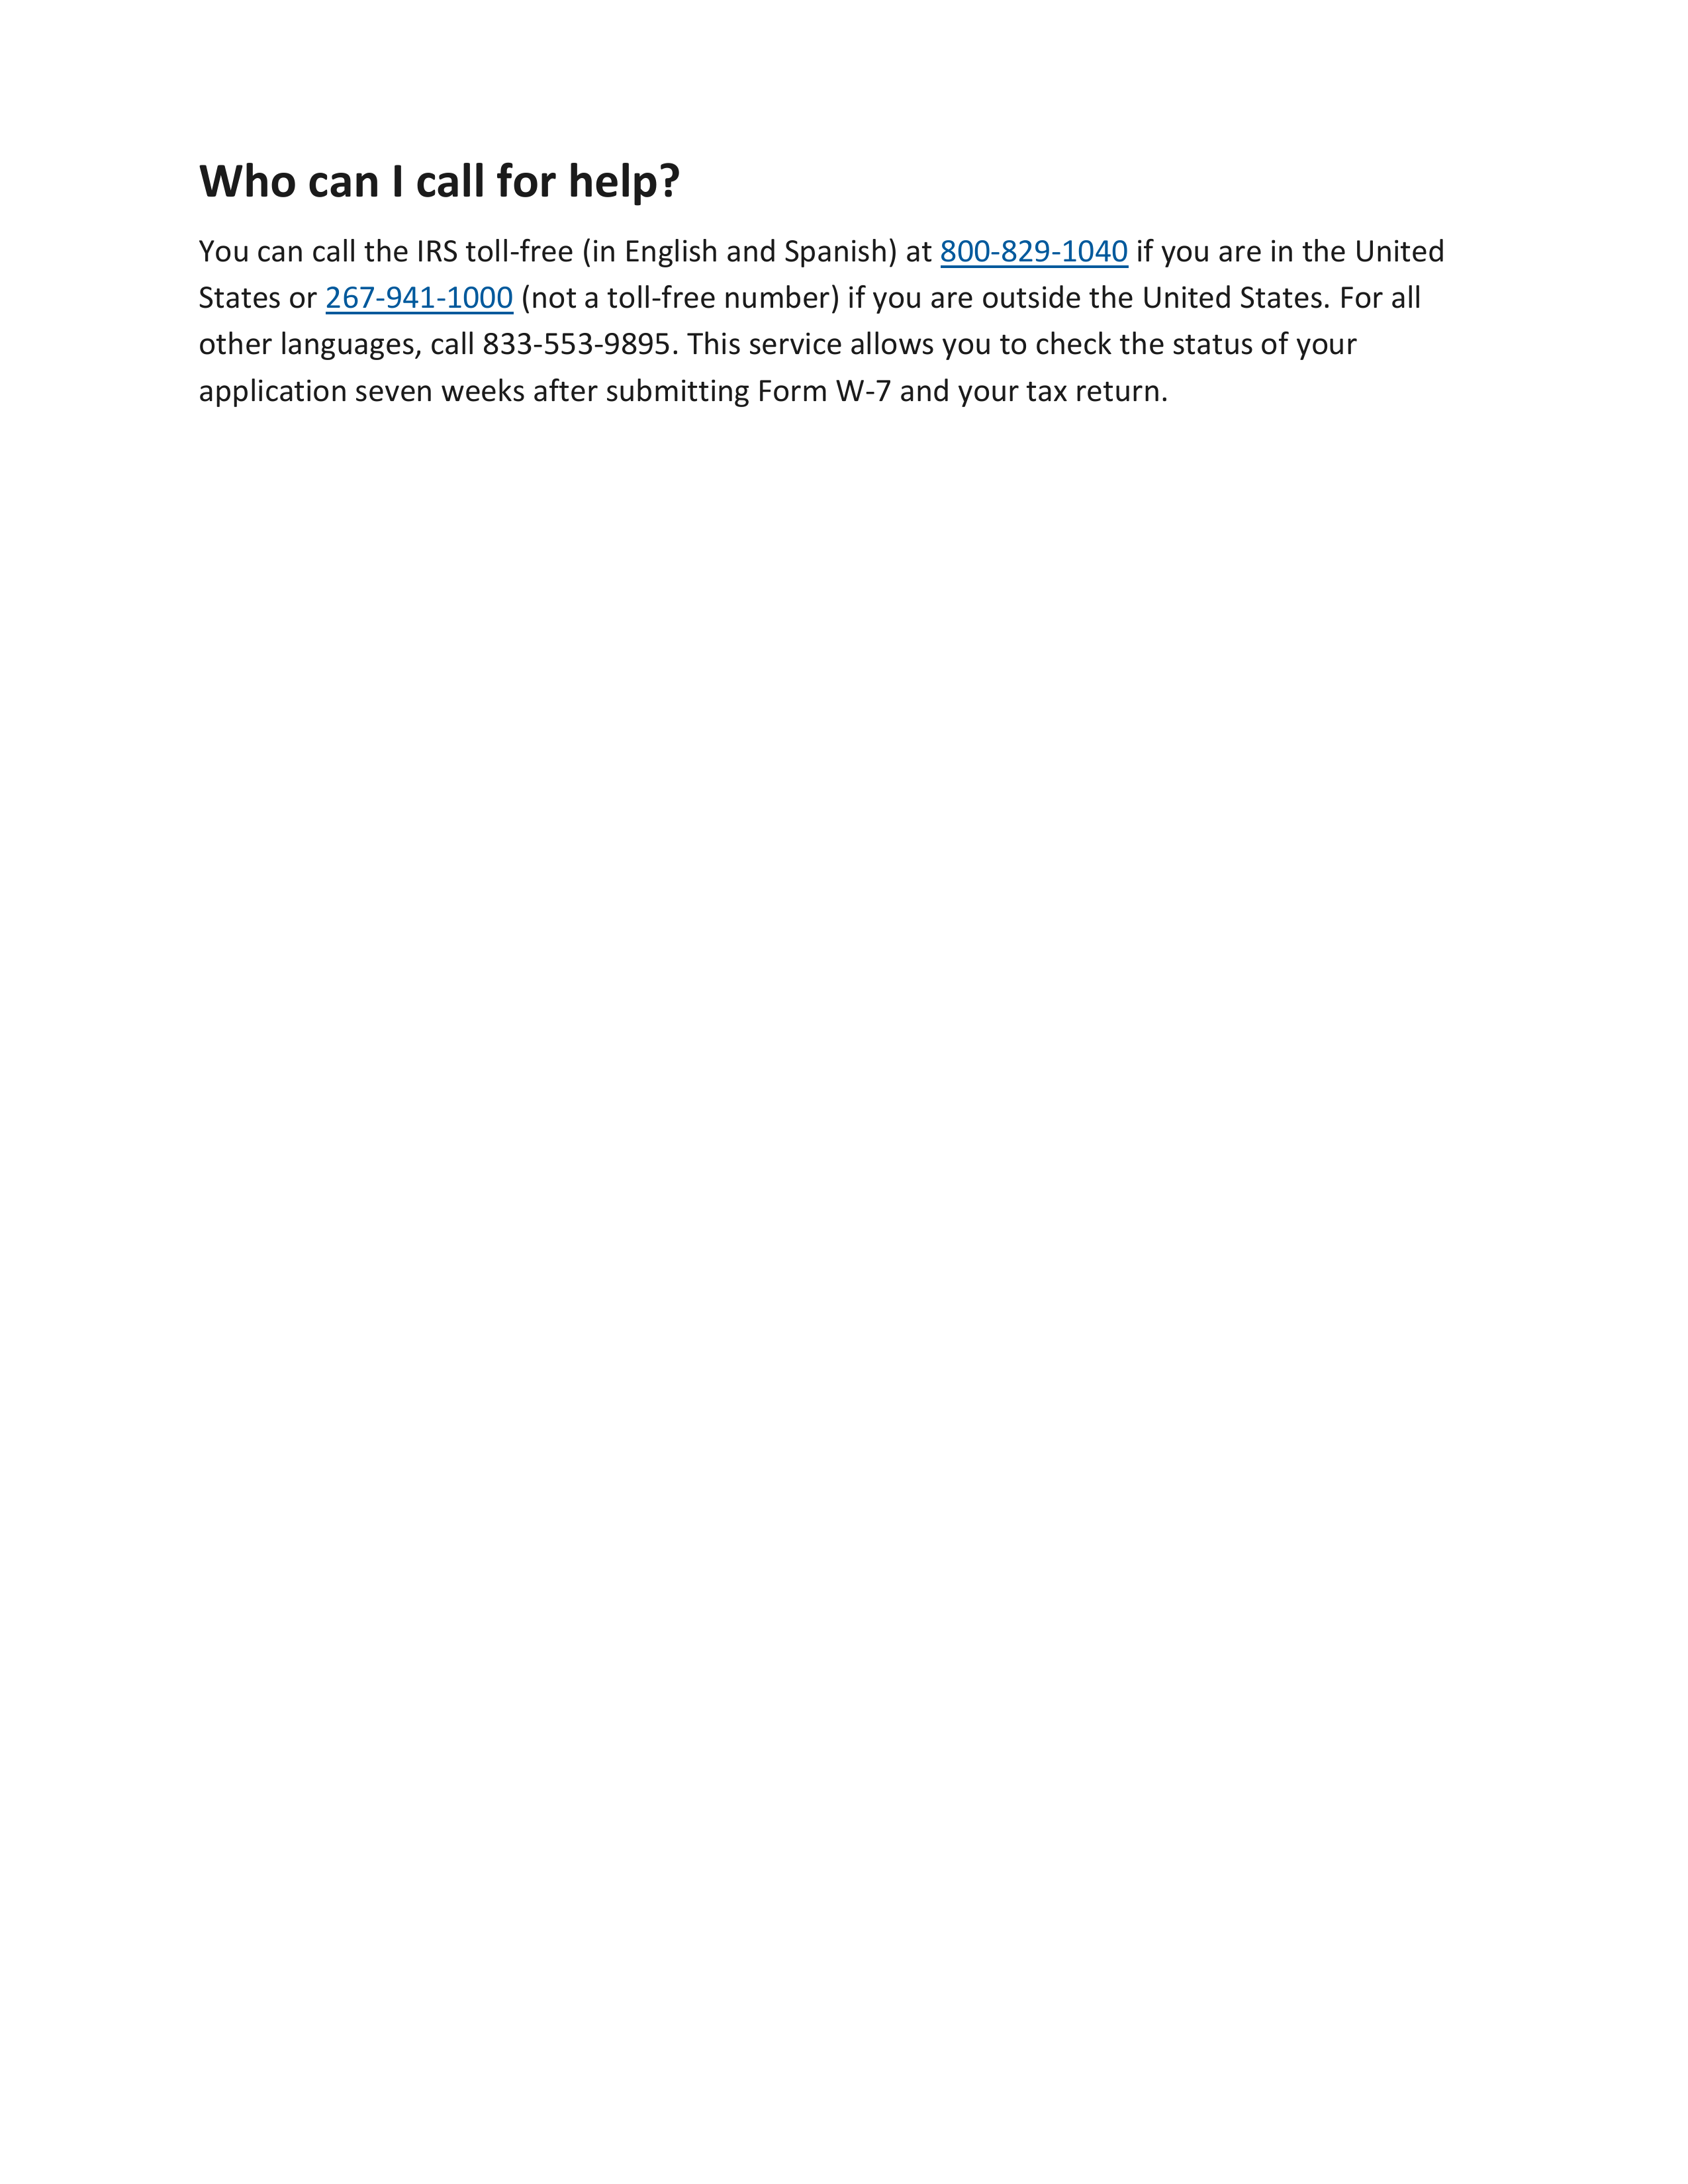 Who can I call for help?
You can call the IRS toll-free (in English and Spanish) at 800-829-1040 if you are in the United
States or 267-941-1000 (not a toll-free number) if you are outside the United States. For all
other languages, call 833-553-9895. This service allows you to check the status of your
application seven weeks after submitting Form W-7 and your tax return.